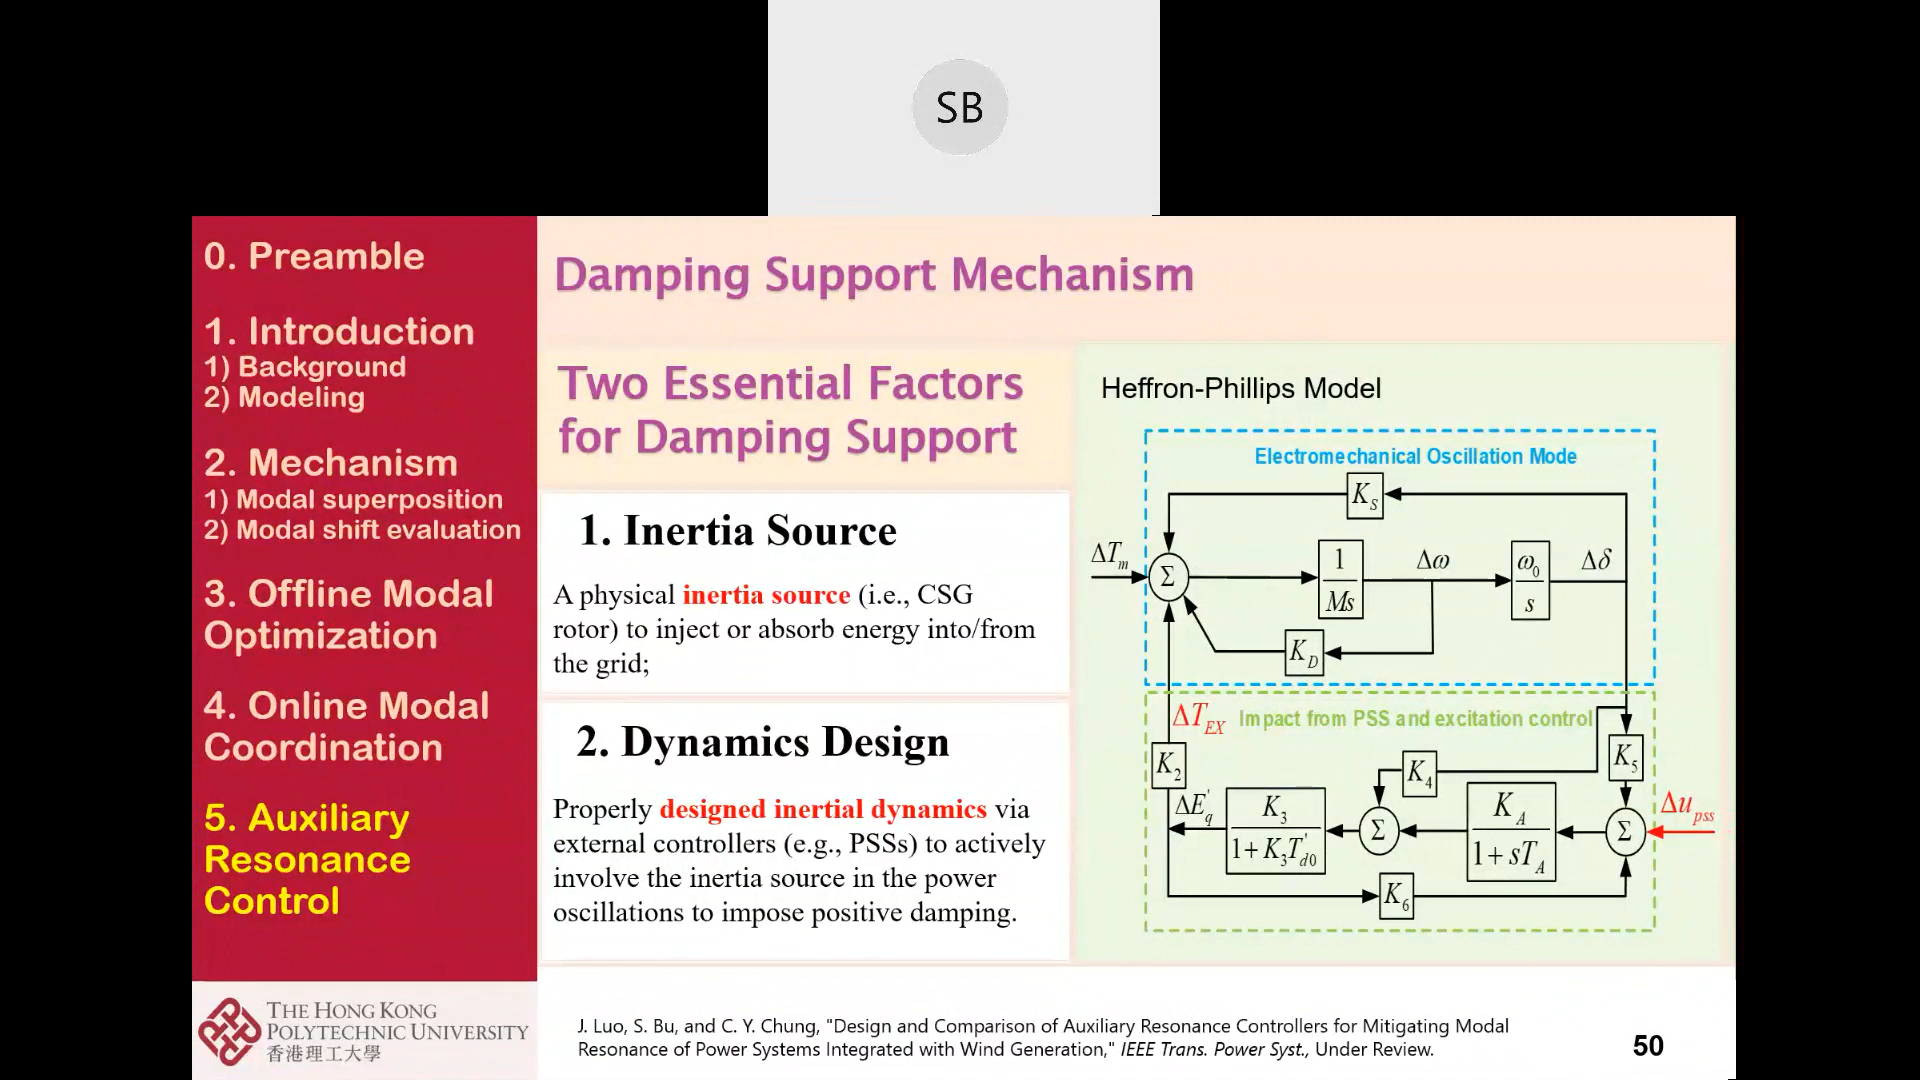 SB
0. Preamble
1. Introduction
1) Background
2) Modeling
2. Mechanism
1) Modal superposition
2) Modal shift evaluation
3. Offline Modal
Optimization
4. Online Modal
Coordination
5. Auxiliary
Resonance
Control
THE HONG KONG
POLYTECHNIC UNIVERSITY
香港理工大學
Damping Support Mechanism
Two Essential Factors
for Damping Support
1. Inertia Source
A physical inertia source (i.e., CSG
rotor) to inject or absorb energy into/from
the grid;
2. Dynamics Design
Properly designed inertial dynamics via
external controllers (e.g., PSSs) to actively
involve the inertia source in the power
oscillations to impose positive damping.
Heffron-Phillips Model
Electromechanical Oscillation Mode
K_S
ΔT_m
Σ
1
Ms
Δω
ω_0
s
Δδ
K_D
ΔT_EX
Impact from PSS and excitation control
K_2
K_4
K_5
ΔE'_q
K_3
1+K_3T'_d0
Σ
K_A
1+sT_A
Σ
Δu_pss
K_6
J. Luo, S. Bu, and C. Y. Chung, "Design and Comparison of Auxiliary Resonance Controllers for Mitigating Modal
Resonance of Power Systems Integrated with Wind Generation," IEEE Trans. Power Syst., Under Review.
50